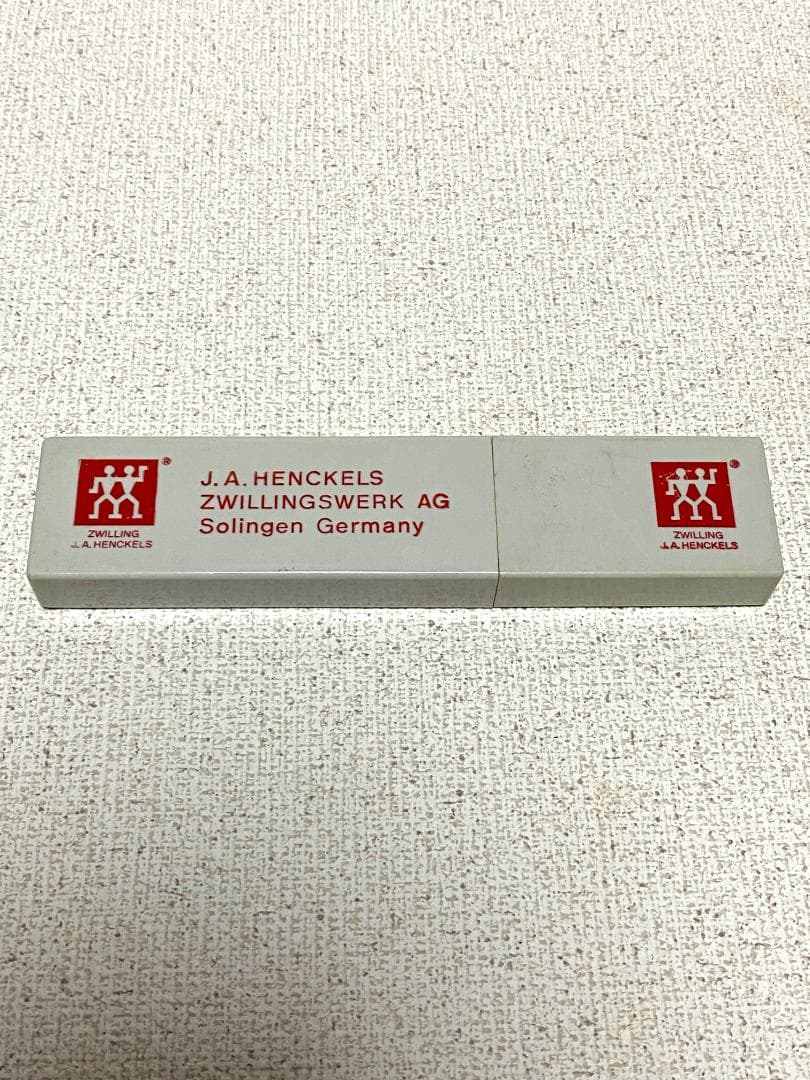 ®
ZWILLING
J.A. HENCKELS
J. A. HENCKELS
ZWILLINGSWERK AG
Solingen Germany
®
ZWILLING
J.A. HENCKELS